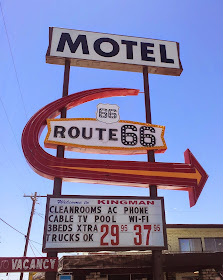 MOTEL
ROUTE 66
Welcome to KINGMAN
CLEANROOMS AC PHONE
CABLE TV POOL WI-FI
3BEDS XTRA 29 95 37 95
TRUCKS OK
VACANCY